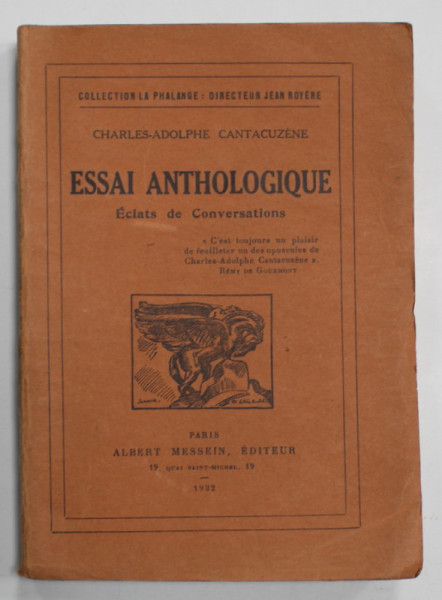 COLLECTION LA PHALANGE : DIRECTEUR JEAN ROYÈRE
CHARLES-ADOLPHE CANTACUZÈNE
ESSAI ANTHOLOGIQUE
Éclats de Conversations
« C'est toujours un plaisir
de feuilleter un des opuscules de
Charles-Adolphe Cantacuzène ».
RÉMY DE GOURMONT
PARIS
ALBERT MESSEIN, ÉDITEUR
19 QUAI SAINT-MICHEL, 19
1932